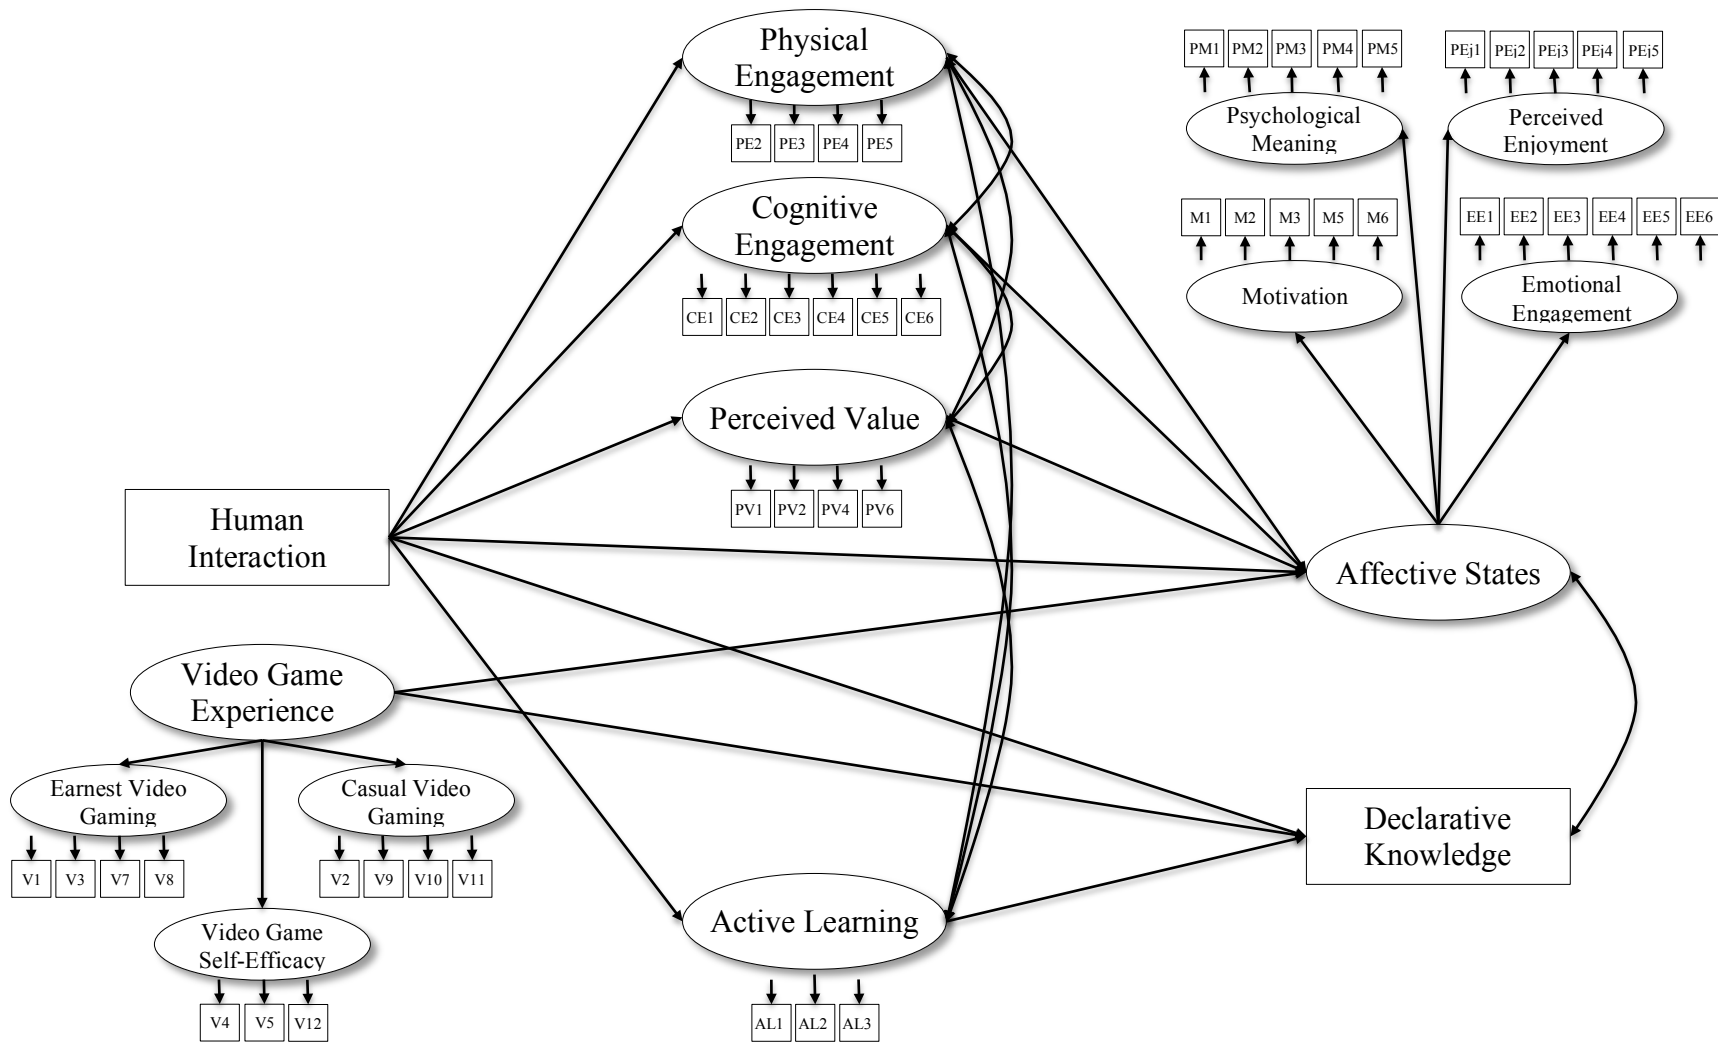 Physical
Engagement
PE2 PE3 PE4 PE5
Cognitive
Engagement
CE1 CE2 CE3 CE4 CE5 CE6
Perceived Value
PV1 PV2 PV4 PV6
PM1 PM2 PM3 PM4 PM5
Psychological
Meaning
PEj1 PEj2 PEj3 PEj4 PEj5
Perceived
Enjoyment
M1 M2 M3 M5 M6
Motivation
EE1 EE2 EE3 EE4 EE5 EE6
Emotional
Engagement
Human
Interaction
Affective States
Video Game
Experience
Earnest Video
Gaming
V1 V3 V7 V8
Casual Video
Gaming
V2 V9 V10 V11
Video Game
Self-Efficacy
V4 V5 V12
Active Learning
AL1 AL2 AL3
Declarative
Knowledge